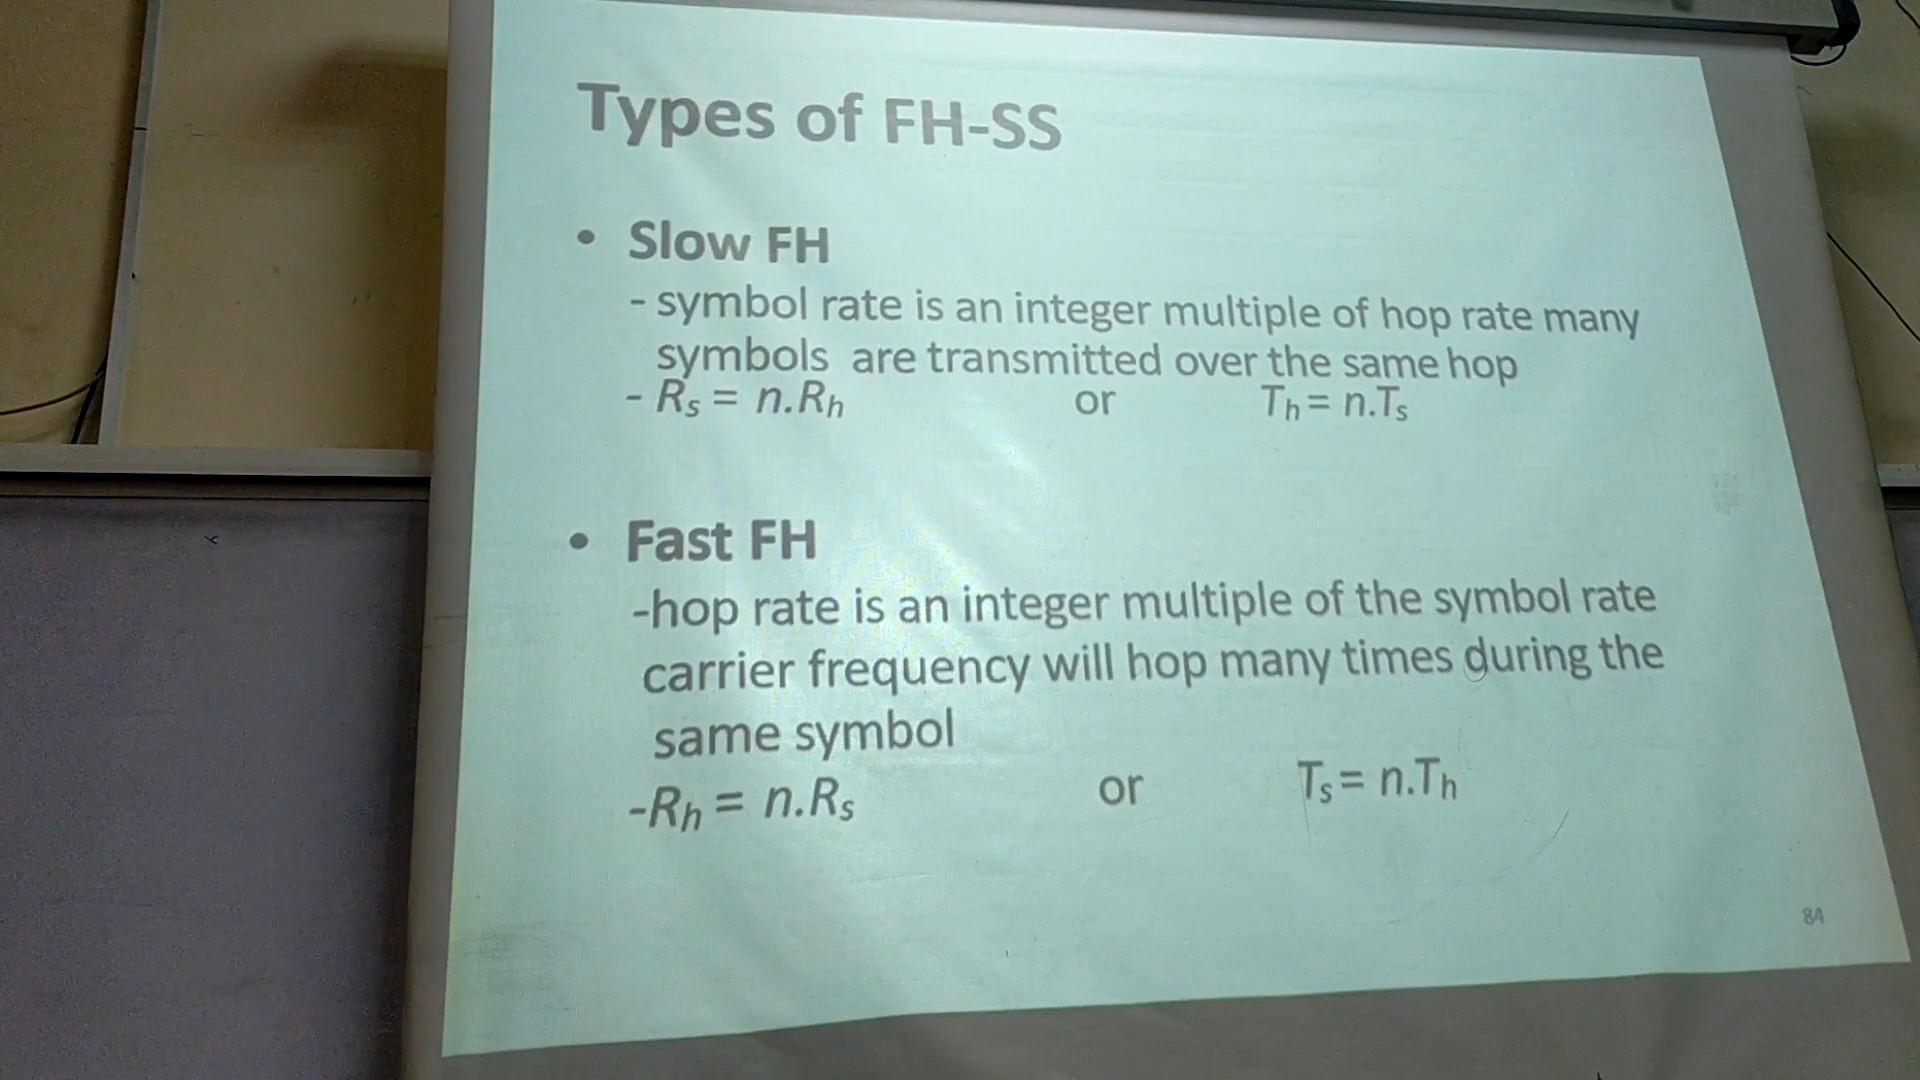 Types of FH-SS
• Slow FH
- symbol rate is an integer multiple of hop rate many
symbols are transmitted over the same hop
- Rs = n.Rh or Th = n.Ts
• Fast FH
-hop rate is an integer multiple of the symbol rate
carrier frequency will hop many times during the
same symbol
-Rh = n.Rs or Ts = n.Th
84